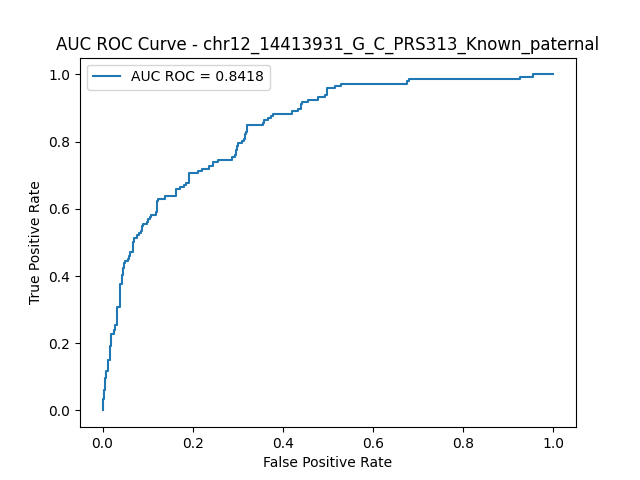 AUC ROC Curve - chr12_14413931_G_C_PRS313_Known_paternal
AUC ROC = 0.8418
True Positive Rate
1.0
0.8
0.6
0.4
0.2
0.0
0.0 0.2 0.4 0.6 0.8 1.0
False Positive Rate